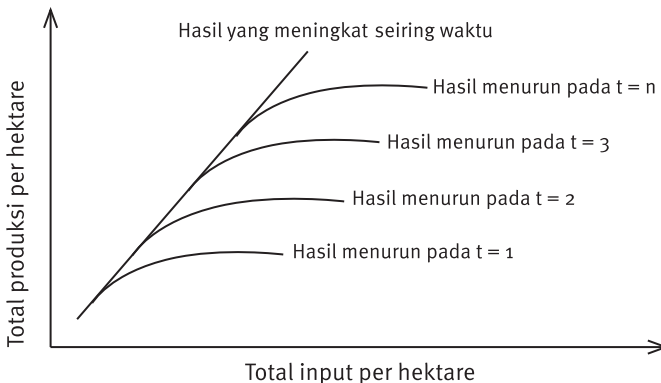 Hasil yang meningkat seiring waktu
Hasil menurun pada t = n
Hasil menurun pada t = 3
Hasil menurun pada t = 2
Hasil menurun pada t = 1
Total produksi per hektare
Total input per hektare